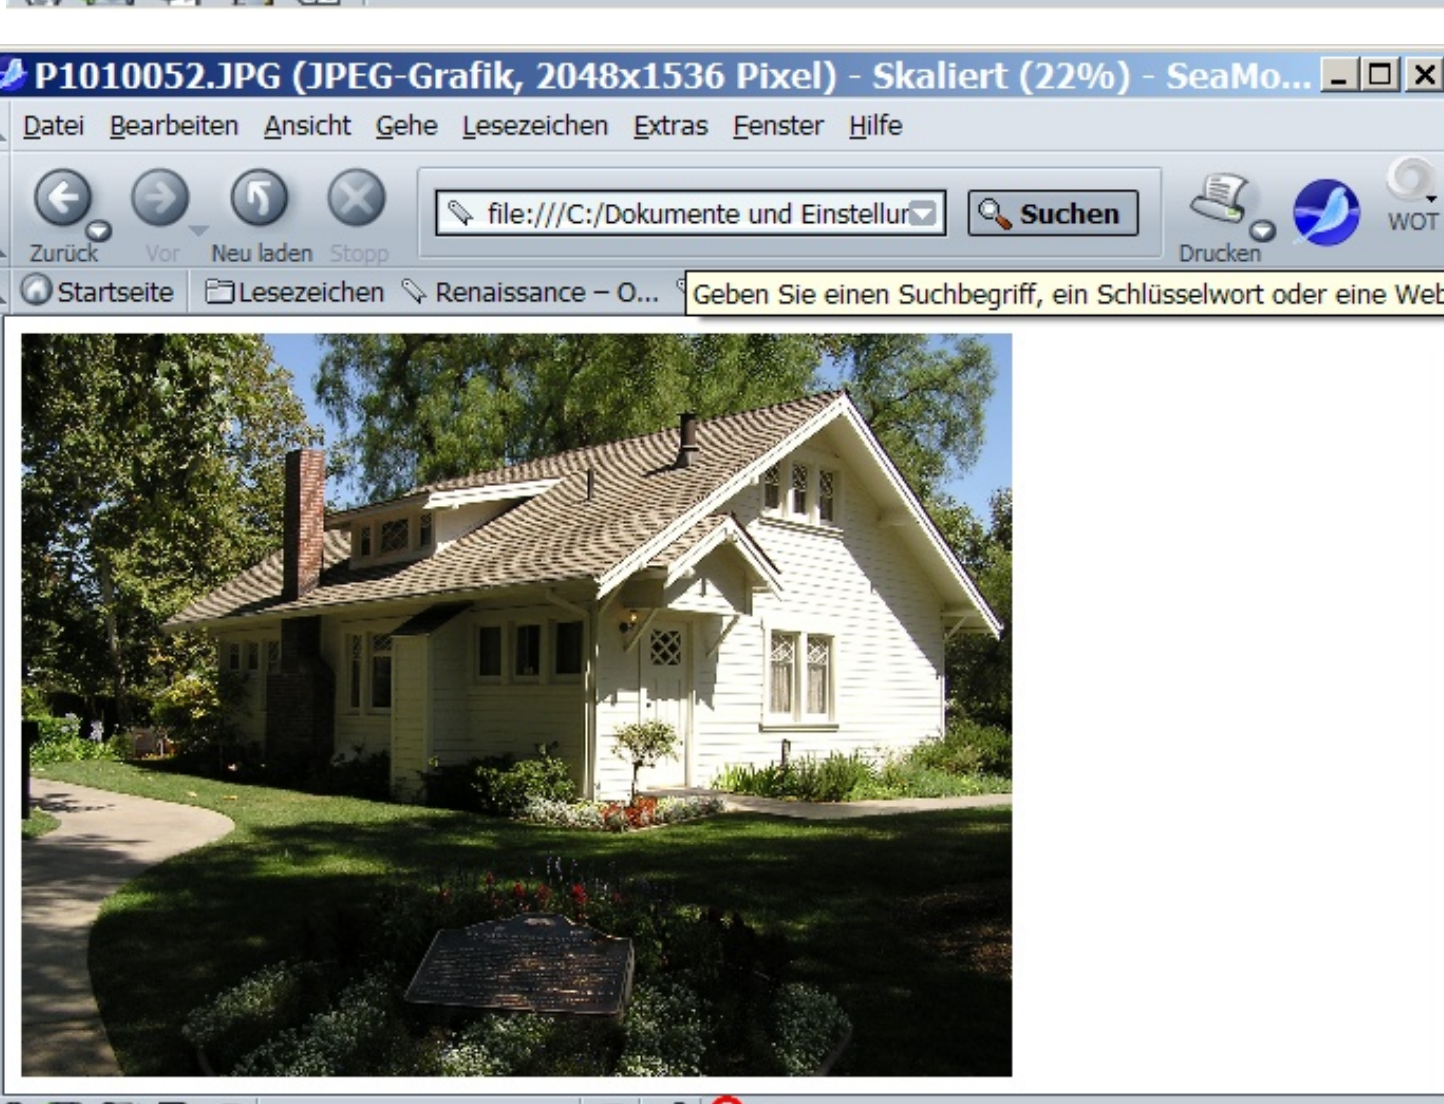 P1010052.JPG (JPEG-Grafik, 2048x1536 Pixel) - Skaliert (22%) - SeaMo...
Datei Bearbeiten Ansicht Gehe Lesezeichen Extras Fenster Hilfe
file:///C:/Dokumente und Einstellur
Suchen
WOT
Zurück Vor Neu laden Stopp Drucken
Startseite Lesezeichen Renaissance – O...
Geben Sie einen Suchbegriff, ein Schlüsselwort oder eine Web